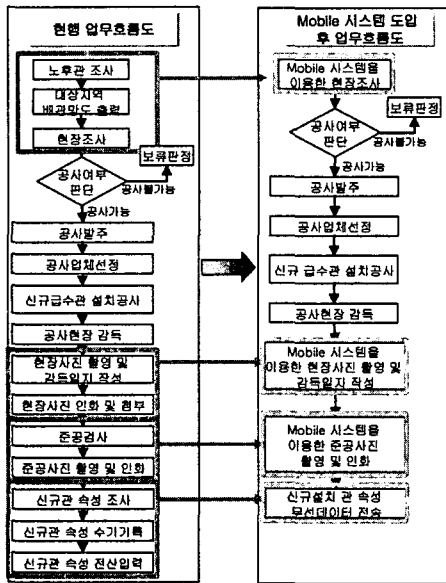 현행 업무흐름도
노후관 조사
대상지역
배관망도 출력
현장조사
보류판정
공사여부
판단
공사불가능
공사가능
공사발주
공사업체선정
신규급수관 설치공사
공사현장 감독
현장사진 촬영 및
감독일지 작성
현장사진 인화 및 첨부
준공검사
준공사진 촬영 및 인화
신규관 속성 조사
신규관 속성 수기기록
신규관 속성 전산입력
Mobile 시스템 도입
후 업무흐름도
Mobile 시스템을
이용한 현장조사
보류판정
공사여부
판단
공사불가능
공사가능
공사발주
공사업체선정
신규 급수관 설치공사
공사현장 감독
Mobile 시스템을
이용한 현장사진 촬영 및
감독일지 작성
Mobile 시스템을
이용한 준공사진
촬영 및 인화
신규설치 관 속성
무선데이터 전송